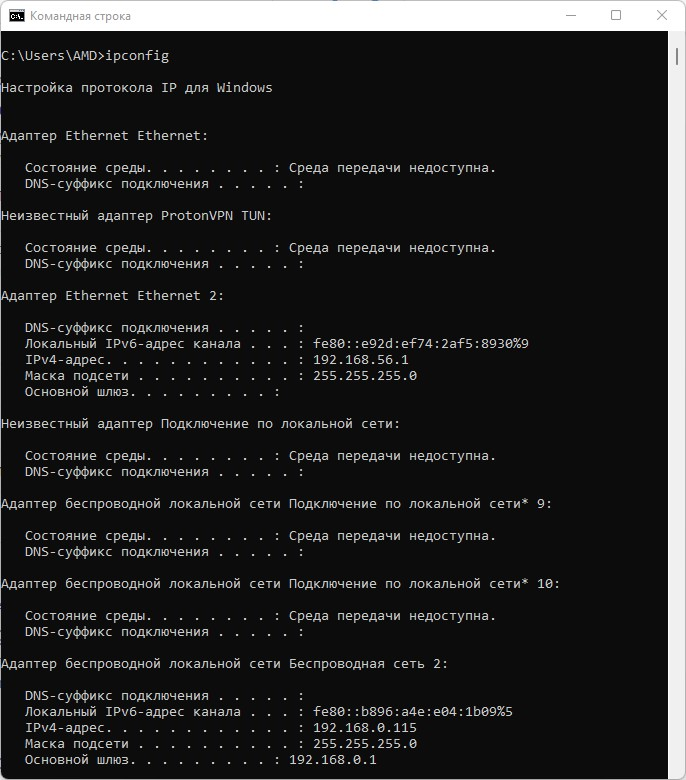 Командная строка
C:\Users\AMD>ipconfig
Настройка протокола IP для Windows
Адаптер Ethernet Ethernet:
Состояние среды. . . . . . . . : Среда передачи недоступна.
DNS-суффикс подключения . . . . . :
Неизвестный адаптер ProtonVPN TUN:
Состояние среды. . . . . . . . : Среда передачи недоступна.
DNS-суффикс подключения . . . . . :
Адаптер Ethernet Ethernet 2:
DNS-суффикс подключения . . . . . :
Локальный IPv6-адрес канала . . . : fe80::e92d:ef74:2af5:8930%9
IPv4-адрес. . . . . . . . . . . . : 192.168.56.1
Маска подсети . . . . . . . . . . : 255.255.255.0
Основной шлюз. . . . . . . . . :
Неизвестный адаптер Подключение по локальной сети:
Состояние среды. . . . . . . . : Среда передачи недоступна.
DNS-суффикс подключения . . . . . :
Адаптер беспроводной локальной сети Подключение по локальной сети* 9:
Состояние среды. . . . . . . . : Среда передачи недоступна.
DNS-суффикс подключения . . . . . :
Адаптер беспроводной локальной сети Подключение по локальной сети* 10:
Состояние среды. . . . . . . . : Среда передачи недоступна.
DNS-суффикс подключения . . . . . :
Адаптер беспроводной локальной сети Беспроводная сеть 2:
DNS-суффикс подключения . . . . . :
Локальный IPv6-адрес канала . . . : fe80::b896:a4e:e04:1b09%5
IPv4-адрес. . . . . . . . . . . . : 192.168.0.115
Маска подсети . . . . . . . . . . : 255.255.255.0
Основной шлюз. . . . . . . . . : 192.168.0.1